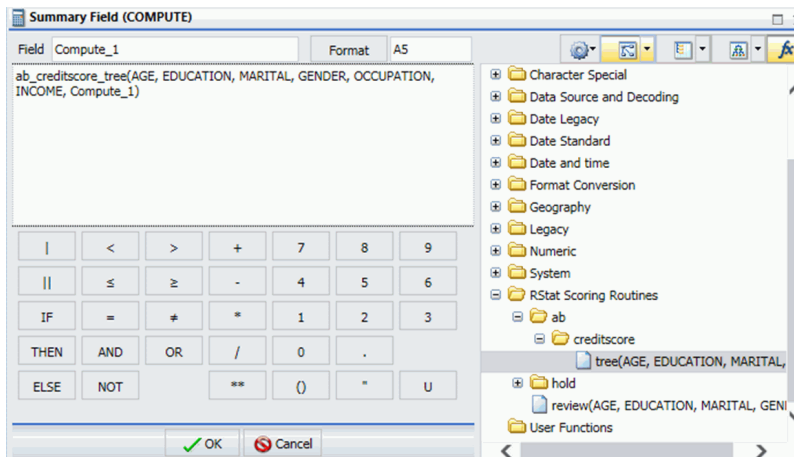 Summary Field (COMPUTE)
Field Compute_1 Format A5
ab_creditscore_tree(AGE, EDUCATION, MARITAL, GENDER, OCCUPATION,
INCOME, Compute_1)
| < > + 7 8 9
|| ≤ ≥ - 4 5 6
IF = ≠ * 1 2 3
THEN AND OR / 0 .
ELSE NOT ** () " U
OK Cancel
fx
Character Special
Data Source and Decoding
Date Legacy
Date Standard
Date and time
Format Conversion
Geography
Legacy
Numeric
System
RStat Scoring Routines
ab
creditscore
tree(AGE, EDUCATION, MARITAL,
hold
review(AGE, EDUCATION, MARITAL, GEN
User Functions